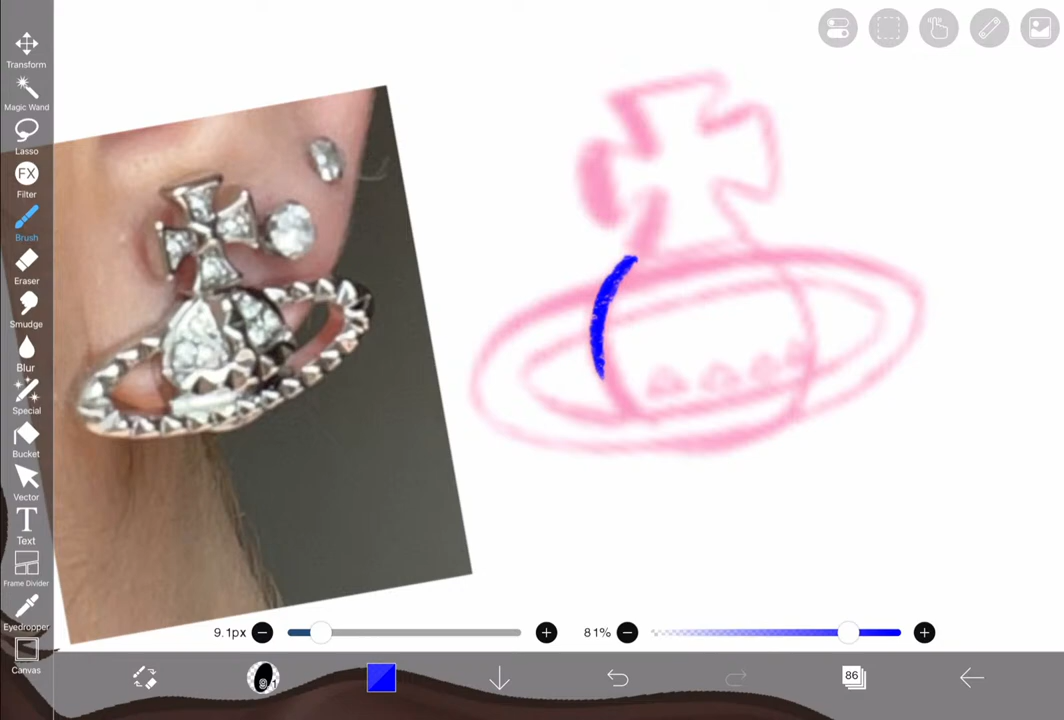 Transform
Magic Wand
Lasso
FX
Filter
Brush
Eraser
Smudge
Blur
Special
Bucket
Vector
T
Text
Frame Divider
Eyedropper
Canvas
9.1px
81%
1
86